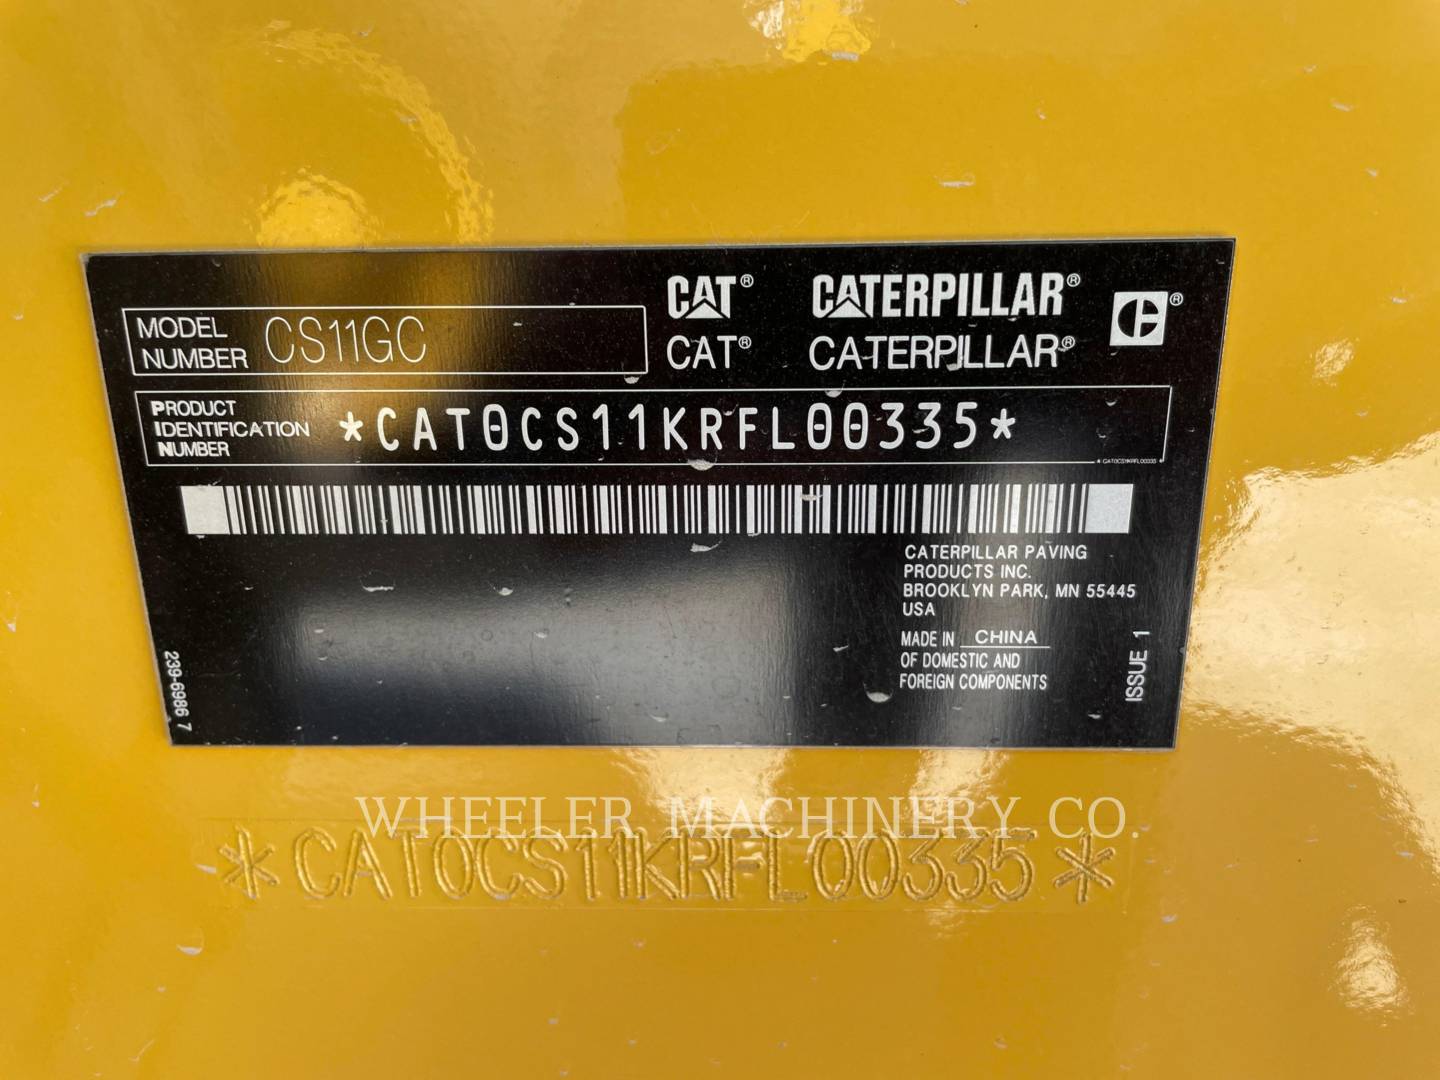 CAT® CATERPILLAR®
MODEL NUMBER CS11GC
CAT® CATERPILLAR®
PRODUCT IDENTIFICATION NUMBER *CAT0CS11KRFL00335*
*CAT0CS11KRFL00335*
CATERPILLAR PAVING
PRODUCTS INC.
BROOKLYN PARK, MN 55445
USA
MADE IN CHINA
OF DOMESTIC AND
FOREIGN COMPONENTS
ISSUE 1
239-6986 7
WHEELER MACHINERY CO.
*CAT0CS11KRFL00335*